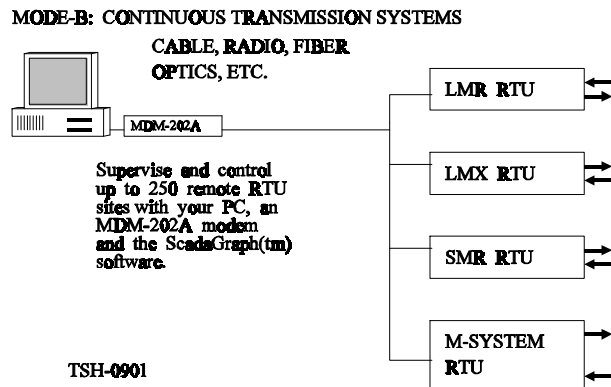 MODE-B: CONTINUOUS TRANSMISSION SYSTEMS
CABLE, RADIO, FIBER
OPTICS, ETC.
LMR RTU
MDM-202A
LMX RTU
Supervise and control
up to 250 remote RTU
sites with your PC, an
MDM-202A modem
and the ScadaGraph(tm)
software.
SMR RTU
M-SYSTEM
RTU
TSH-0901